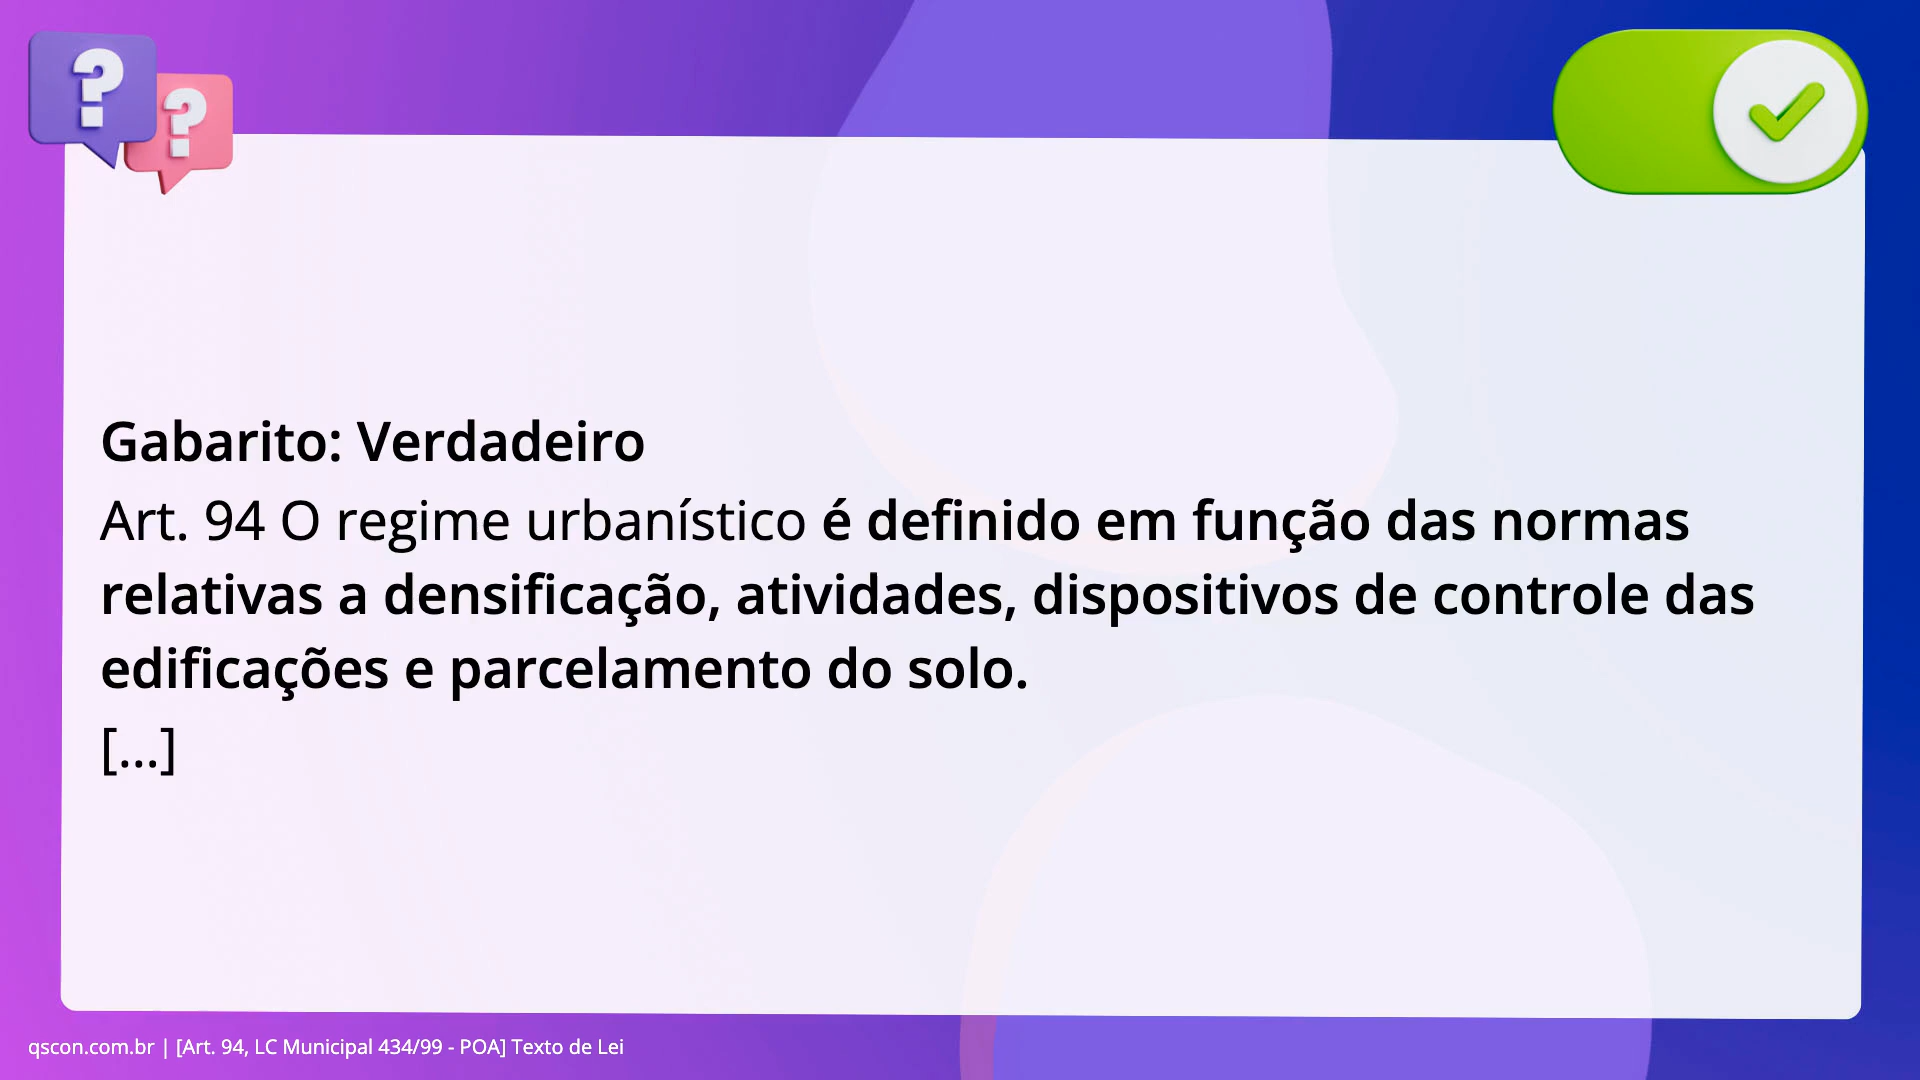 Gabarito: Verdadeiro
Art. 94 O regime urbanístico é definido em função das normas
relativas a densificação, atividades, dispositivos de controle das
edificações e parcelamento do solo.
[...]
qscon.com.br | [Art. 94, LC Municipal 434/99 - POA] Texto de Lei